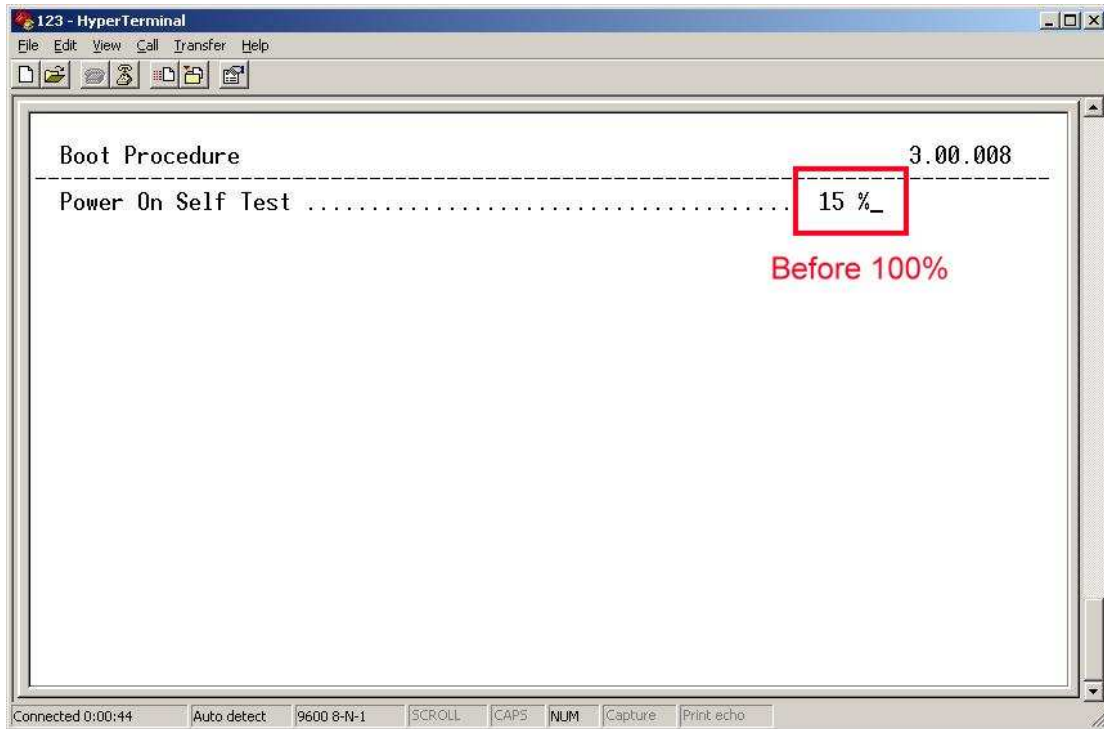 123 - HyperTerminal
File Edit View Call Transfer Help
Boot Procedure 3.00.008
Power On Self Test ...................................... 15 %_
Before 100%
Connected 0:00:44 Auto detect 9600 8-N-1 SCROLL CAPS NUM Capture Print echo